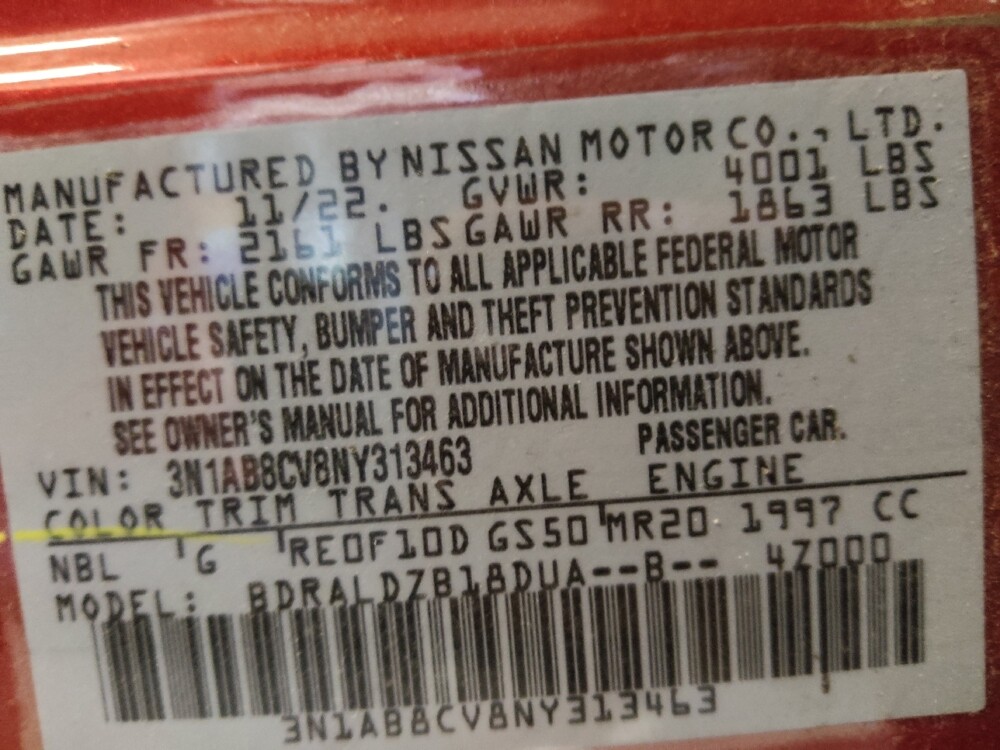 MANUFACTURED BY NISSAN MOTOR CO., LTD.
DATE: 11/22. GVWR: 4001 LBS
GAWR FR: 2161 LBS GAWR RR: 1863 LBS
THIS VEHICLE CONFORMS TO ALL APPLICABLE FEDERAL MOTOR
VEHICLE SAFETY, BUMPER AND THEFT PREVENTION STANDARDS
IN EFFECT ON THE DATE OF MANUFACTURE SHOWN ABOVE.
SEE OWNER'S MANUAL FOR ADDITIONAL INFORMATION.
VIN: 3N1AB8CV8NY313463 PASSENGER CAR.
COLOR TRIM TRANS AXLE ENGINE
NBL G RE0F10D GS50 MR20 1997 CC
MODEL: BDRALDZB18DUA--B-- 4Z000
3N1AB8CV8NY313463